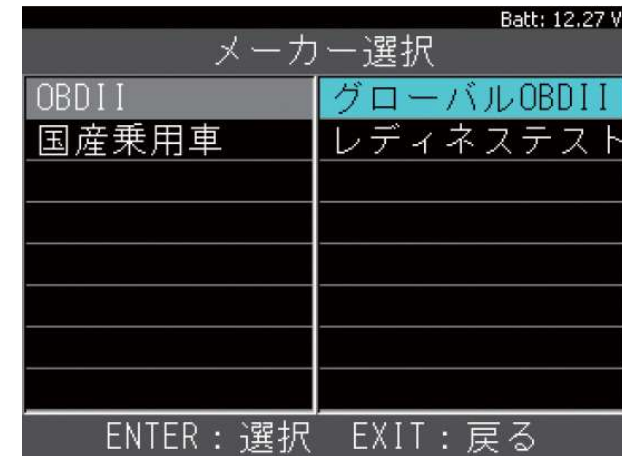 Batt: 12.27 V
メーカー選択
OBDII
グローバルOBDII
国産乗用車
レディネステスト
ENTER：選択 EXIT：戻る